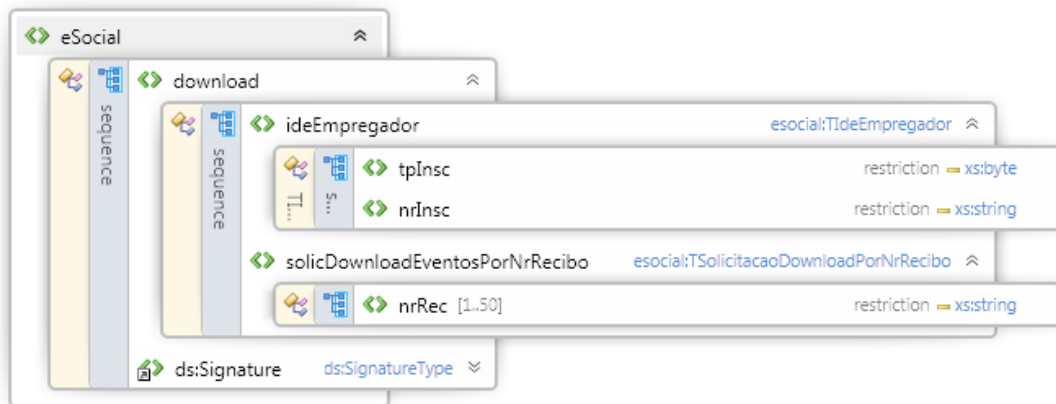 eSocial
sequence
download
sequence
ideEmpregador esocial:TIdeEmpregador
TI...
s...
tpInsc restriction xs:byte
nrInsc restriction xs:string
solicDownloadEventosPorNrRecibo esocial:TSolicitacaoDownloadPorNrRecibo
nrRec [1..50] restriction xs:string
ds:Signature ds:SignatureType